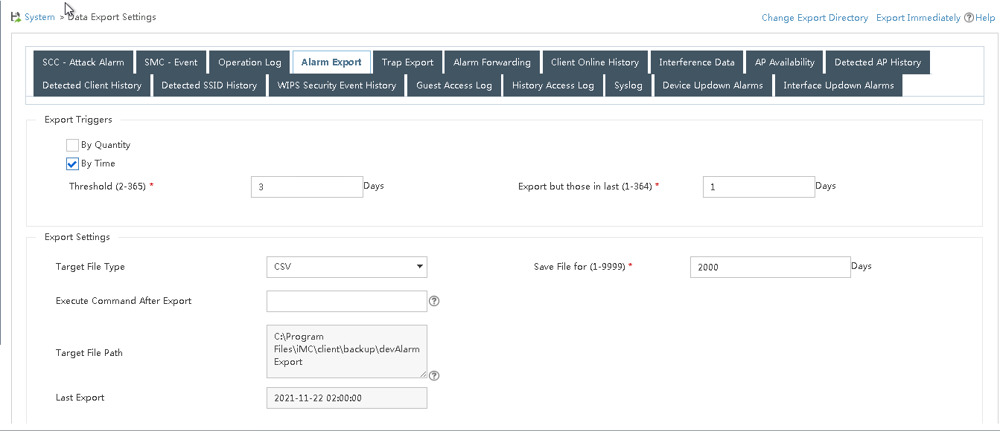 System > Data Export Settings
Change Export Directory Export Immediately ? Help
SCC - Attack Alarm SMC - Event Operation Log Alarm Export Trap Export Alarm Forwarding Client Online History Interference Data AP Availability Detected AP History
Detected Client History Detected SSID History WIPS Security Event History Guest Access Log History Access Log Syslog Device Updown Alarms Interface Updown Alarms
Export Triggers
By Quantity
By Time
Threshold (2-365) * 3 Days Export but those in last (1-364) * 1 Days
Export Settings
Target File Type CSV Save File for (1-9999) * 2000 Days
Execute Command After Export ?
Target File Path
C:\Program
Files\iMC\client\backup\devAlarm
Export
?
Last Export 2021-11-22 02:00:00